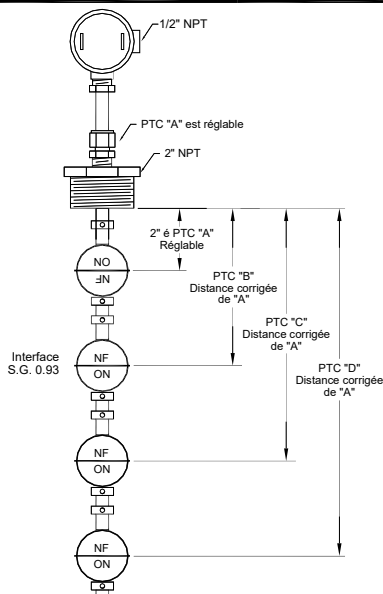 1/2" NPT
PTC "A" est réglable
2" NPT
2" é PTC "A"
Réglable
NO
NF
PTC "B"
Distance corrigée
de "A"
PTC "C"
Distance corrigée
de "A"
PTC "D"
Distance corrigée
de "A"
Interface
S.G. 0.93
NF
ON
NF
ON
NF
ON